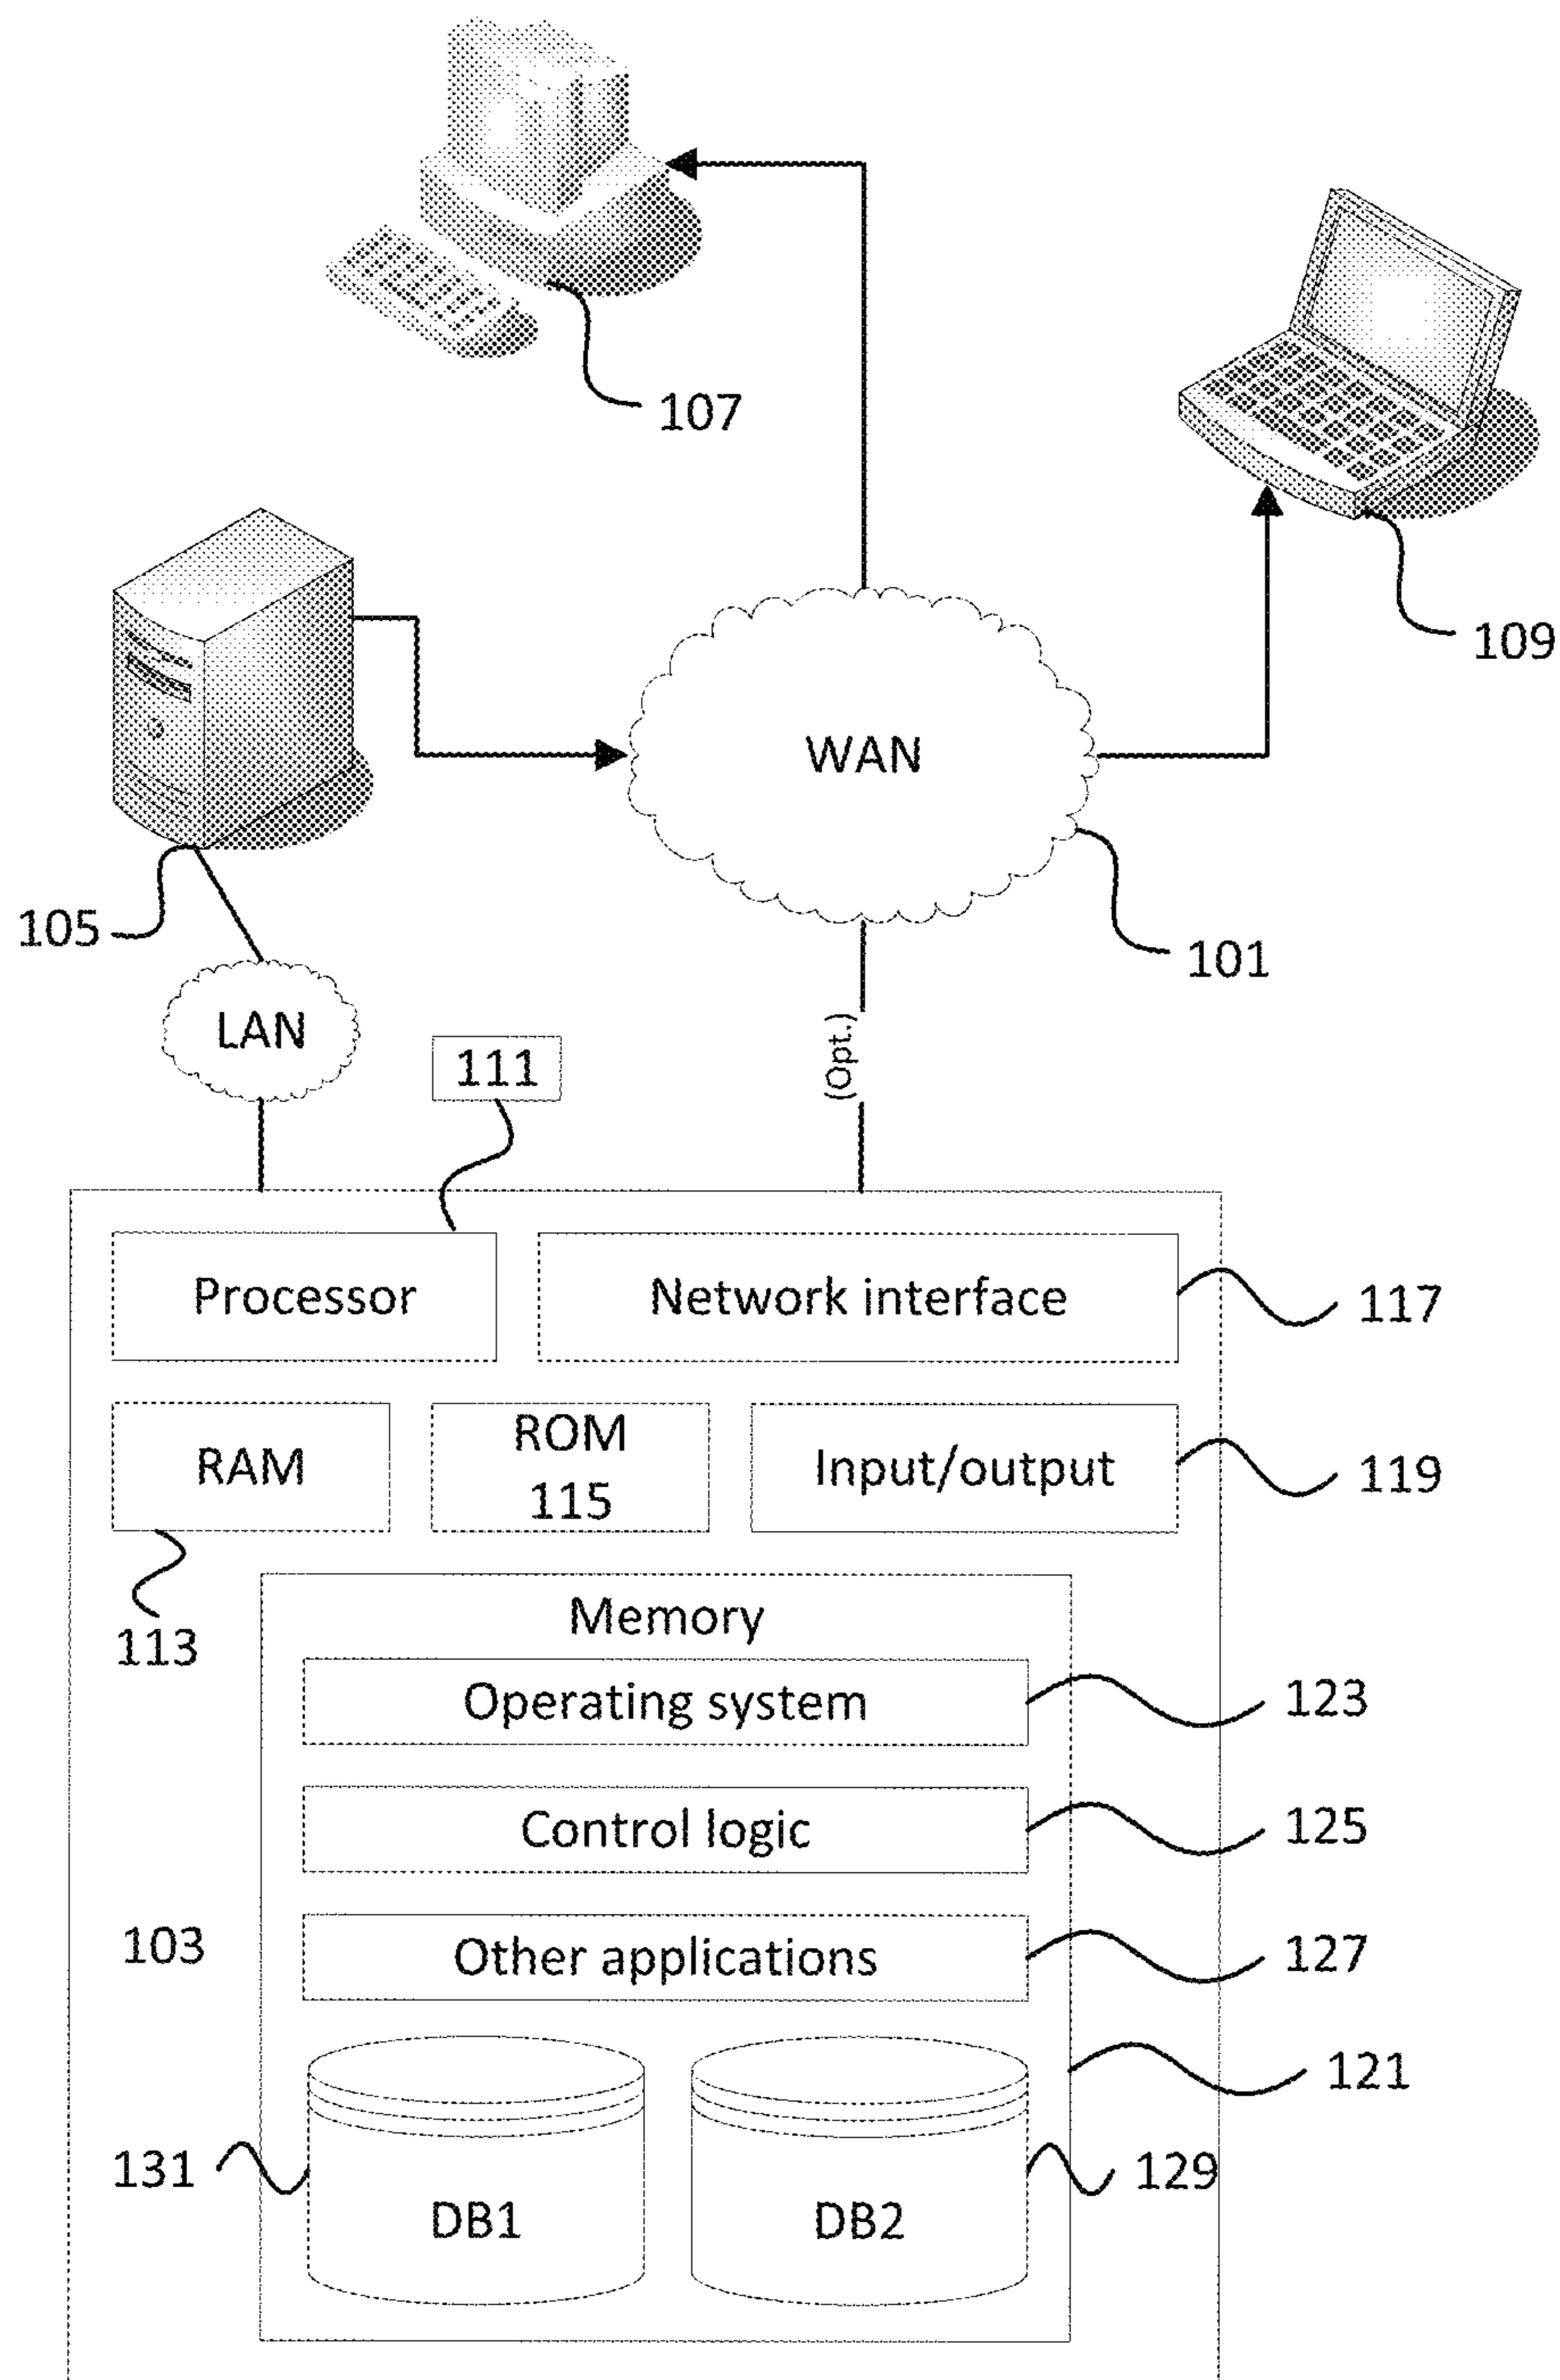 107
109
WAN
105
101
LAN
(Opt.)
111
Processor
Network interface
117
RAM
ROM
115
Input/output
119
113
Memory
Operating system
123
Control logic
125
103
Other applications
127
121
131
DB1
DB2
129